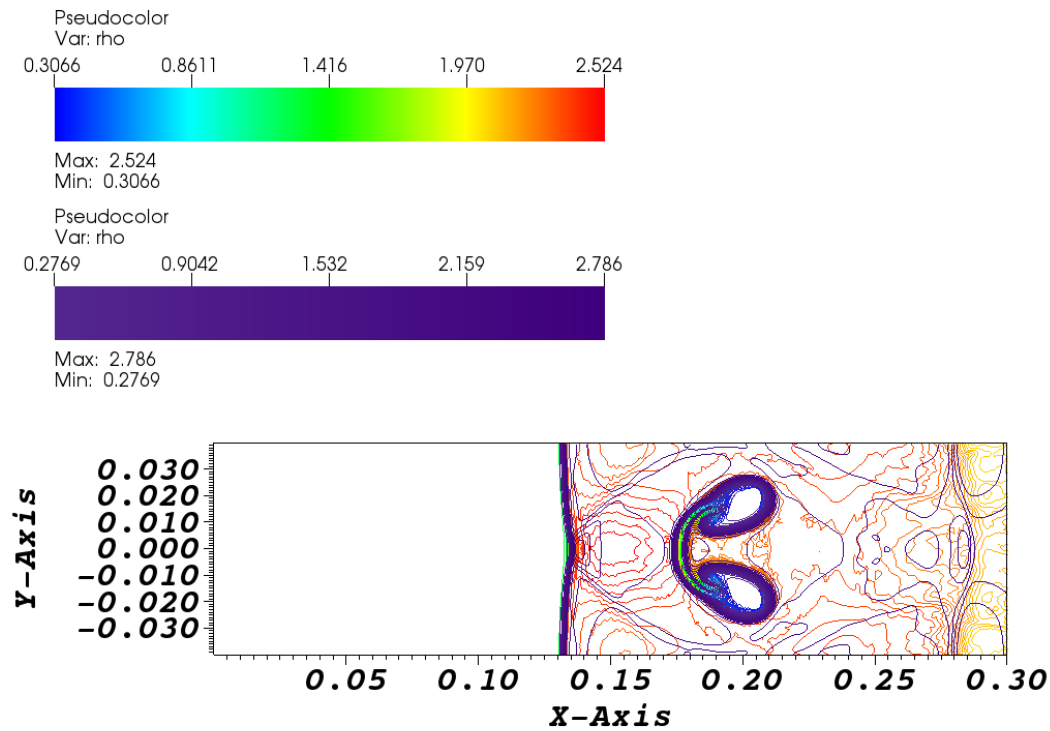 Pseudocolor
Var: rho
0.3066 0.8611 1.416 1.970 2.524
Max: 2.524
Min: 0.3066
Pseudocolor
Var: rho
0.2769 0.9042 1.532 2.159 2.786
Max: 2.786
Min: 0.2769
Y-Axis
0.030
0.020
0.010
0.000
-0.010
-0.020
-0.030
0.05 0.10 0.15 0.20 0.25 0.30
X-Axis